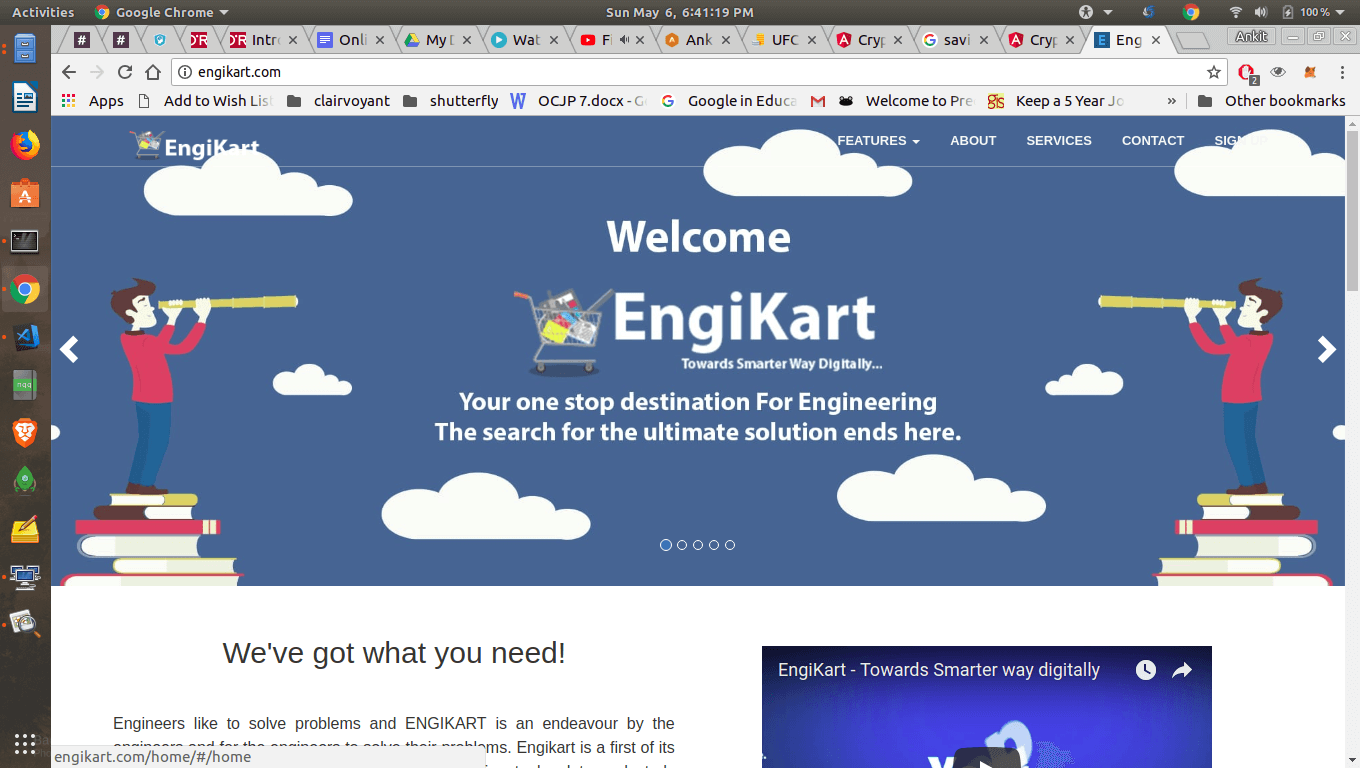 Activities Google Chrome Sun May 6, 6:41:19 PM 100 %
# # DR DR Intro Onli My D Wat Fi Ank UFC Cryp savi Cryp Eng Ankit
engikart.com 2
Apps Add to Wish List clairvoyant shutterfly W OCJP 7.docx - Go Google in Educa Welcome to Pre Keep a 5 Year Jo » Other bookmarks
EngiKart FEATURES ABOUT SERVICES CONTACT SIGN UP
Welcome
EngiKart
Towards Smarter Way Digitally...
Your one stop destination For Engineering
The search for the ultimate solution ends here.
We've got what you need!
EngiKart - Towards Smarter way digitally
Engineers like to solve problems and ENGIKART is an endeavour by the
engineers and for the engineers to solve their problems. Engikart is a first of its
engikart.com/home/#/home